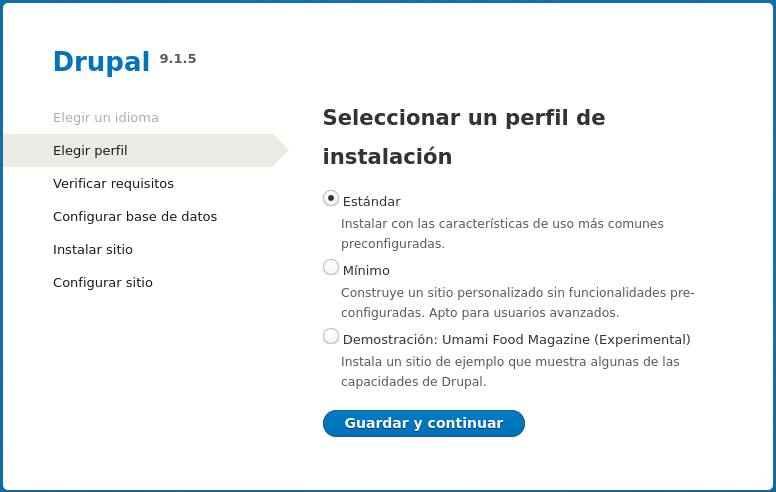 Drupal 9.1.5
Elegir un idioma
Elegir perfil
Verificar requisitos
Configurar base de datos
Instalar sitio
Configurar sitio
Seleccionar un perfil de
instalación
Estándar
Instalar con las características de uso más comunes
preconfiguradas.
Mínimo
Construye un sitio personalizado sin funcionalidades pre-
configuradas. Apto para usuarios avanzados.
Demostración: Umami Food Magazine (Experimental)
Instala un sitio de ejemplo que muestra algunas de las
capacidades de Drupal.
Guardar y continuar